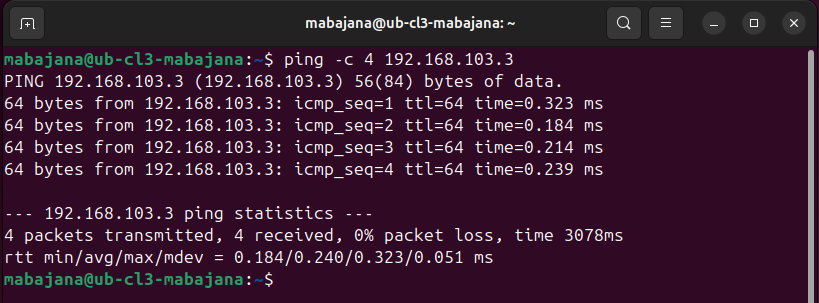 mabajana@ub-cl3-mabajana: ~
mabajana@ub-cl3-mabajana:~$ ping -c 4 192.168.103.3
PING 192.168.103.3 (192.168.103.3) 56(84) bytes of data.
64 bytes from 192.168.103.3: icmp_seq=1 ttl=64 time=0.323 ms
64 bytes from 192.168.103.3: icmp_seq=2 ttl=64 time=0.184 ms
64 bytes from 192.168.103.3: icmp_seq=3 ttl=64 time=0.214 ms
64 bytes from 192.168.103.3: icmp_seq=4 ttl=64 time=0.239 ms

--- 192.168.103.3 ping statistics ---
4 packets transmitted, 4 received, 0% packet loss, time 3078ms
rtt min/avg/max/mdev = 0.184/0.240/0.323/0.051 ms
mabajana@ub-cl3-mabajana:~$